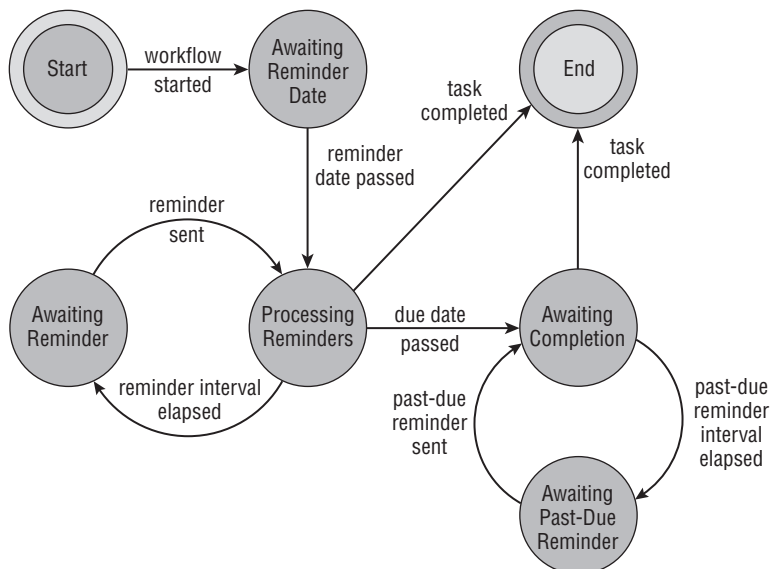 Start
workflow
started
Awaiting
Reminder
Date
End
task
completed
reminder
date passed
task
completed
reminder
sent
Awaiting
Reminder
Processing
Reminders
due date
passed
Awaiting
Completion
reminder interval
elapsed
past-due
reminder
sent
past-due
reminder
interval
elapsed
Awaiting
Past-Due
Reminder